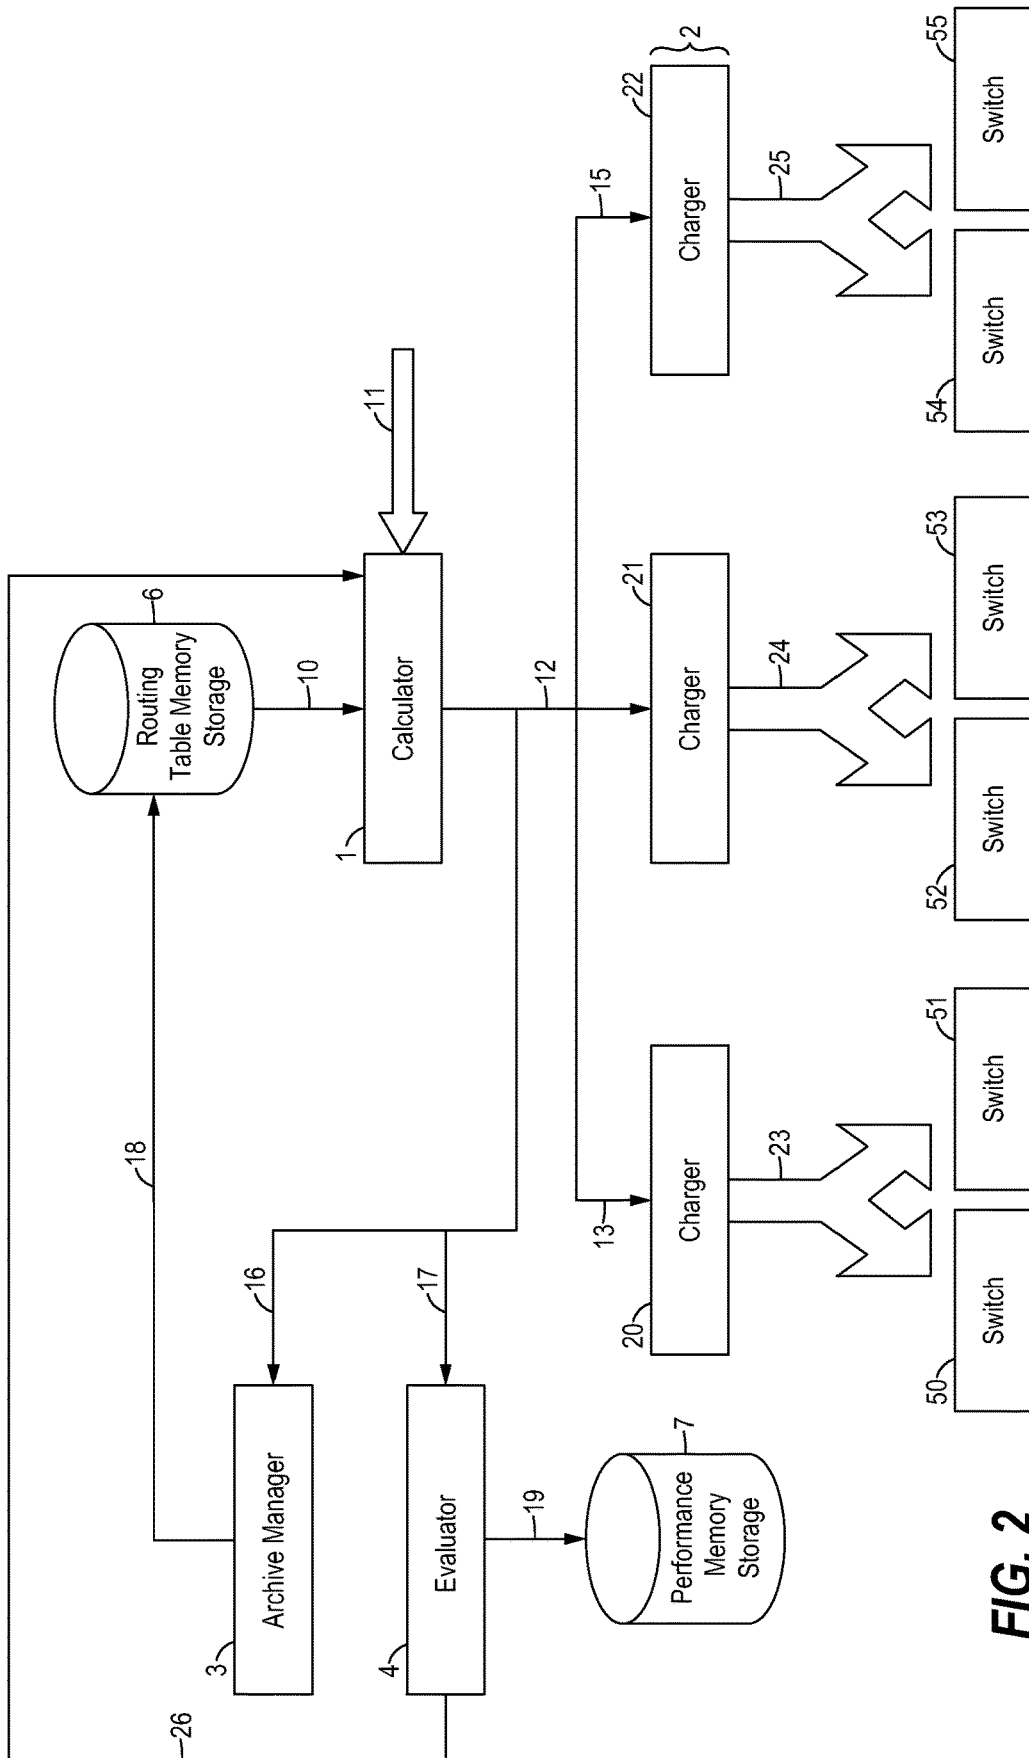 26
18
6
Routing
Table Memory
Storage
10
11
3
Archive Manager
16
1
Calculator
4
Evaluator
17
19
12
7
Performance
Memory
Storage
13
15
20
Charger
21
Charger
22
Charger
2
23
24
25
50
Switch
51
Switch
52
Switch
53
Switch
54
Switch
55
Switch
FIG. 2